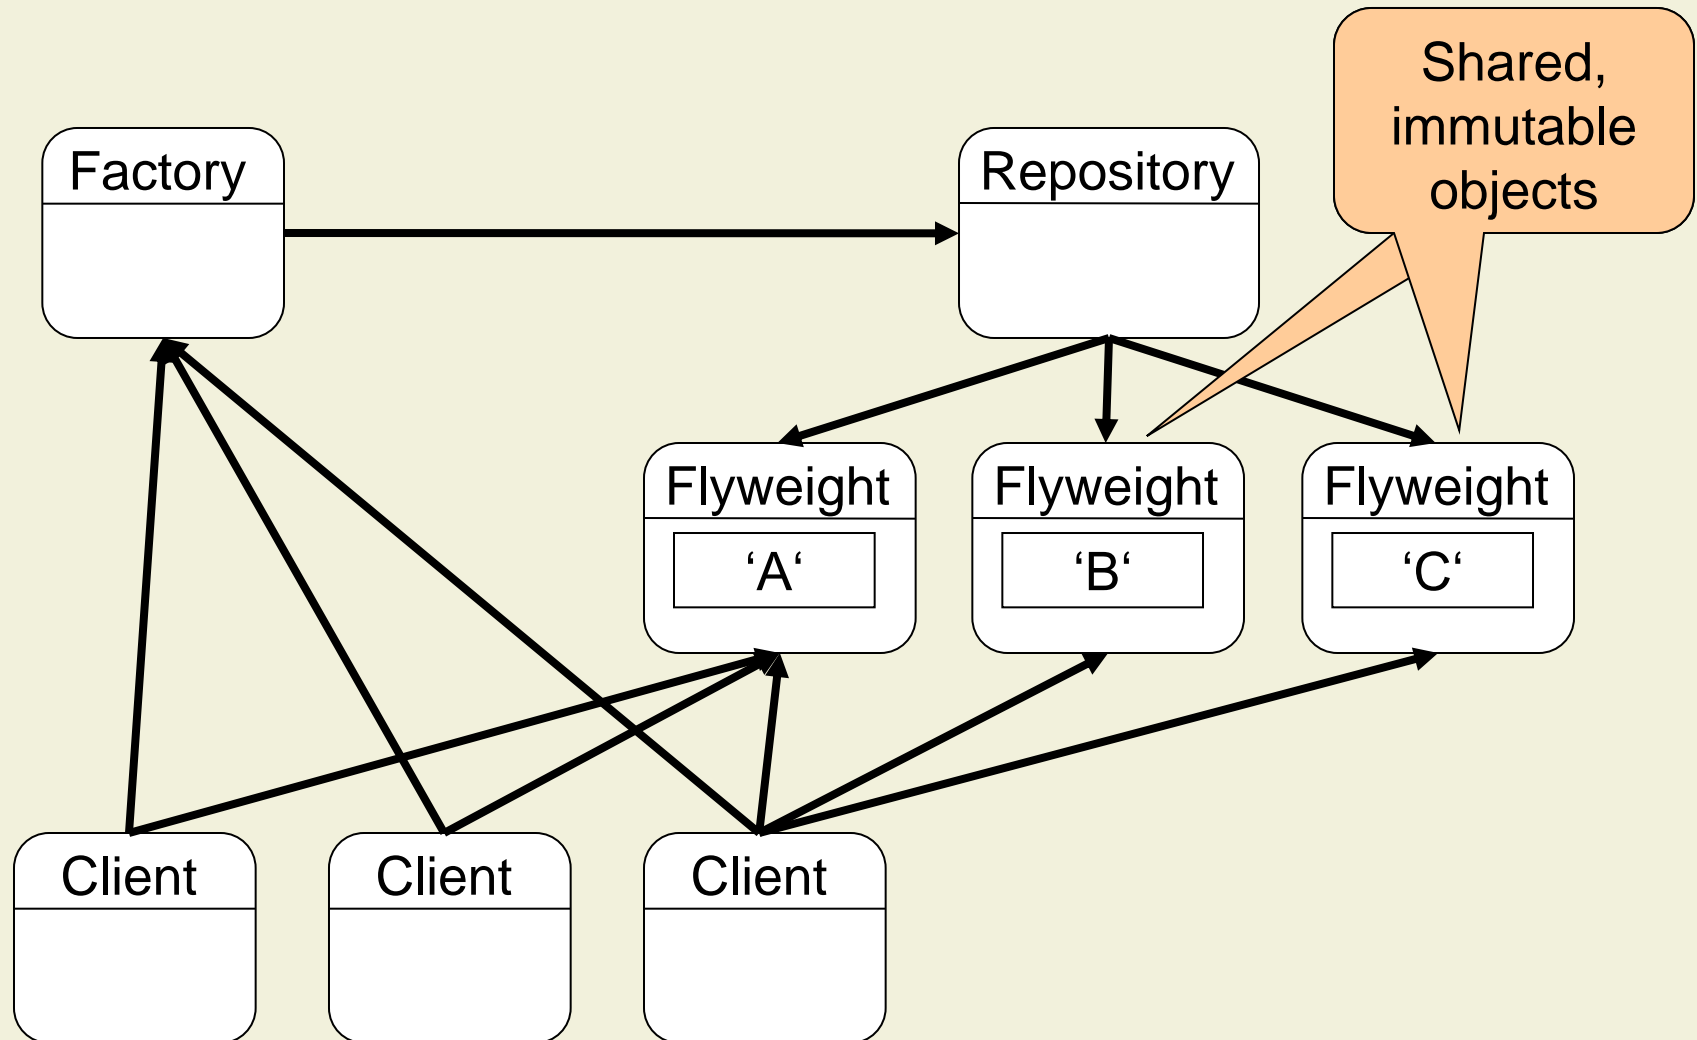 Shared,
immutable
objects
Factory
Repository
Flyweight
Flyweight
Flyweight
‘A‘
‘B‘
‘C‘
Client
Client
Client